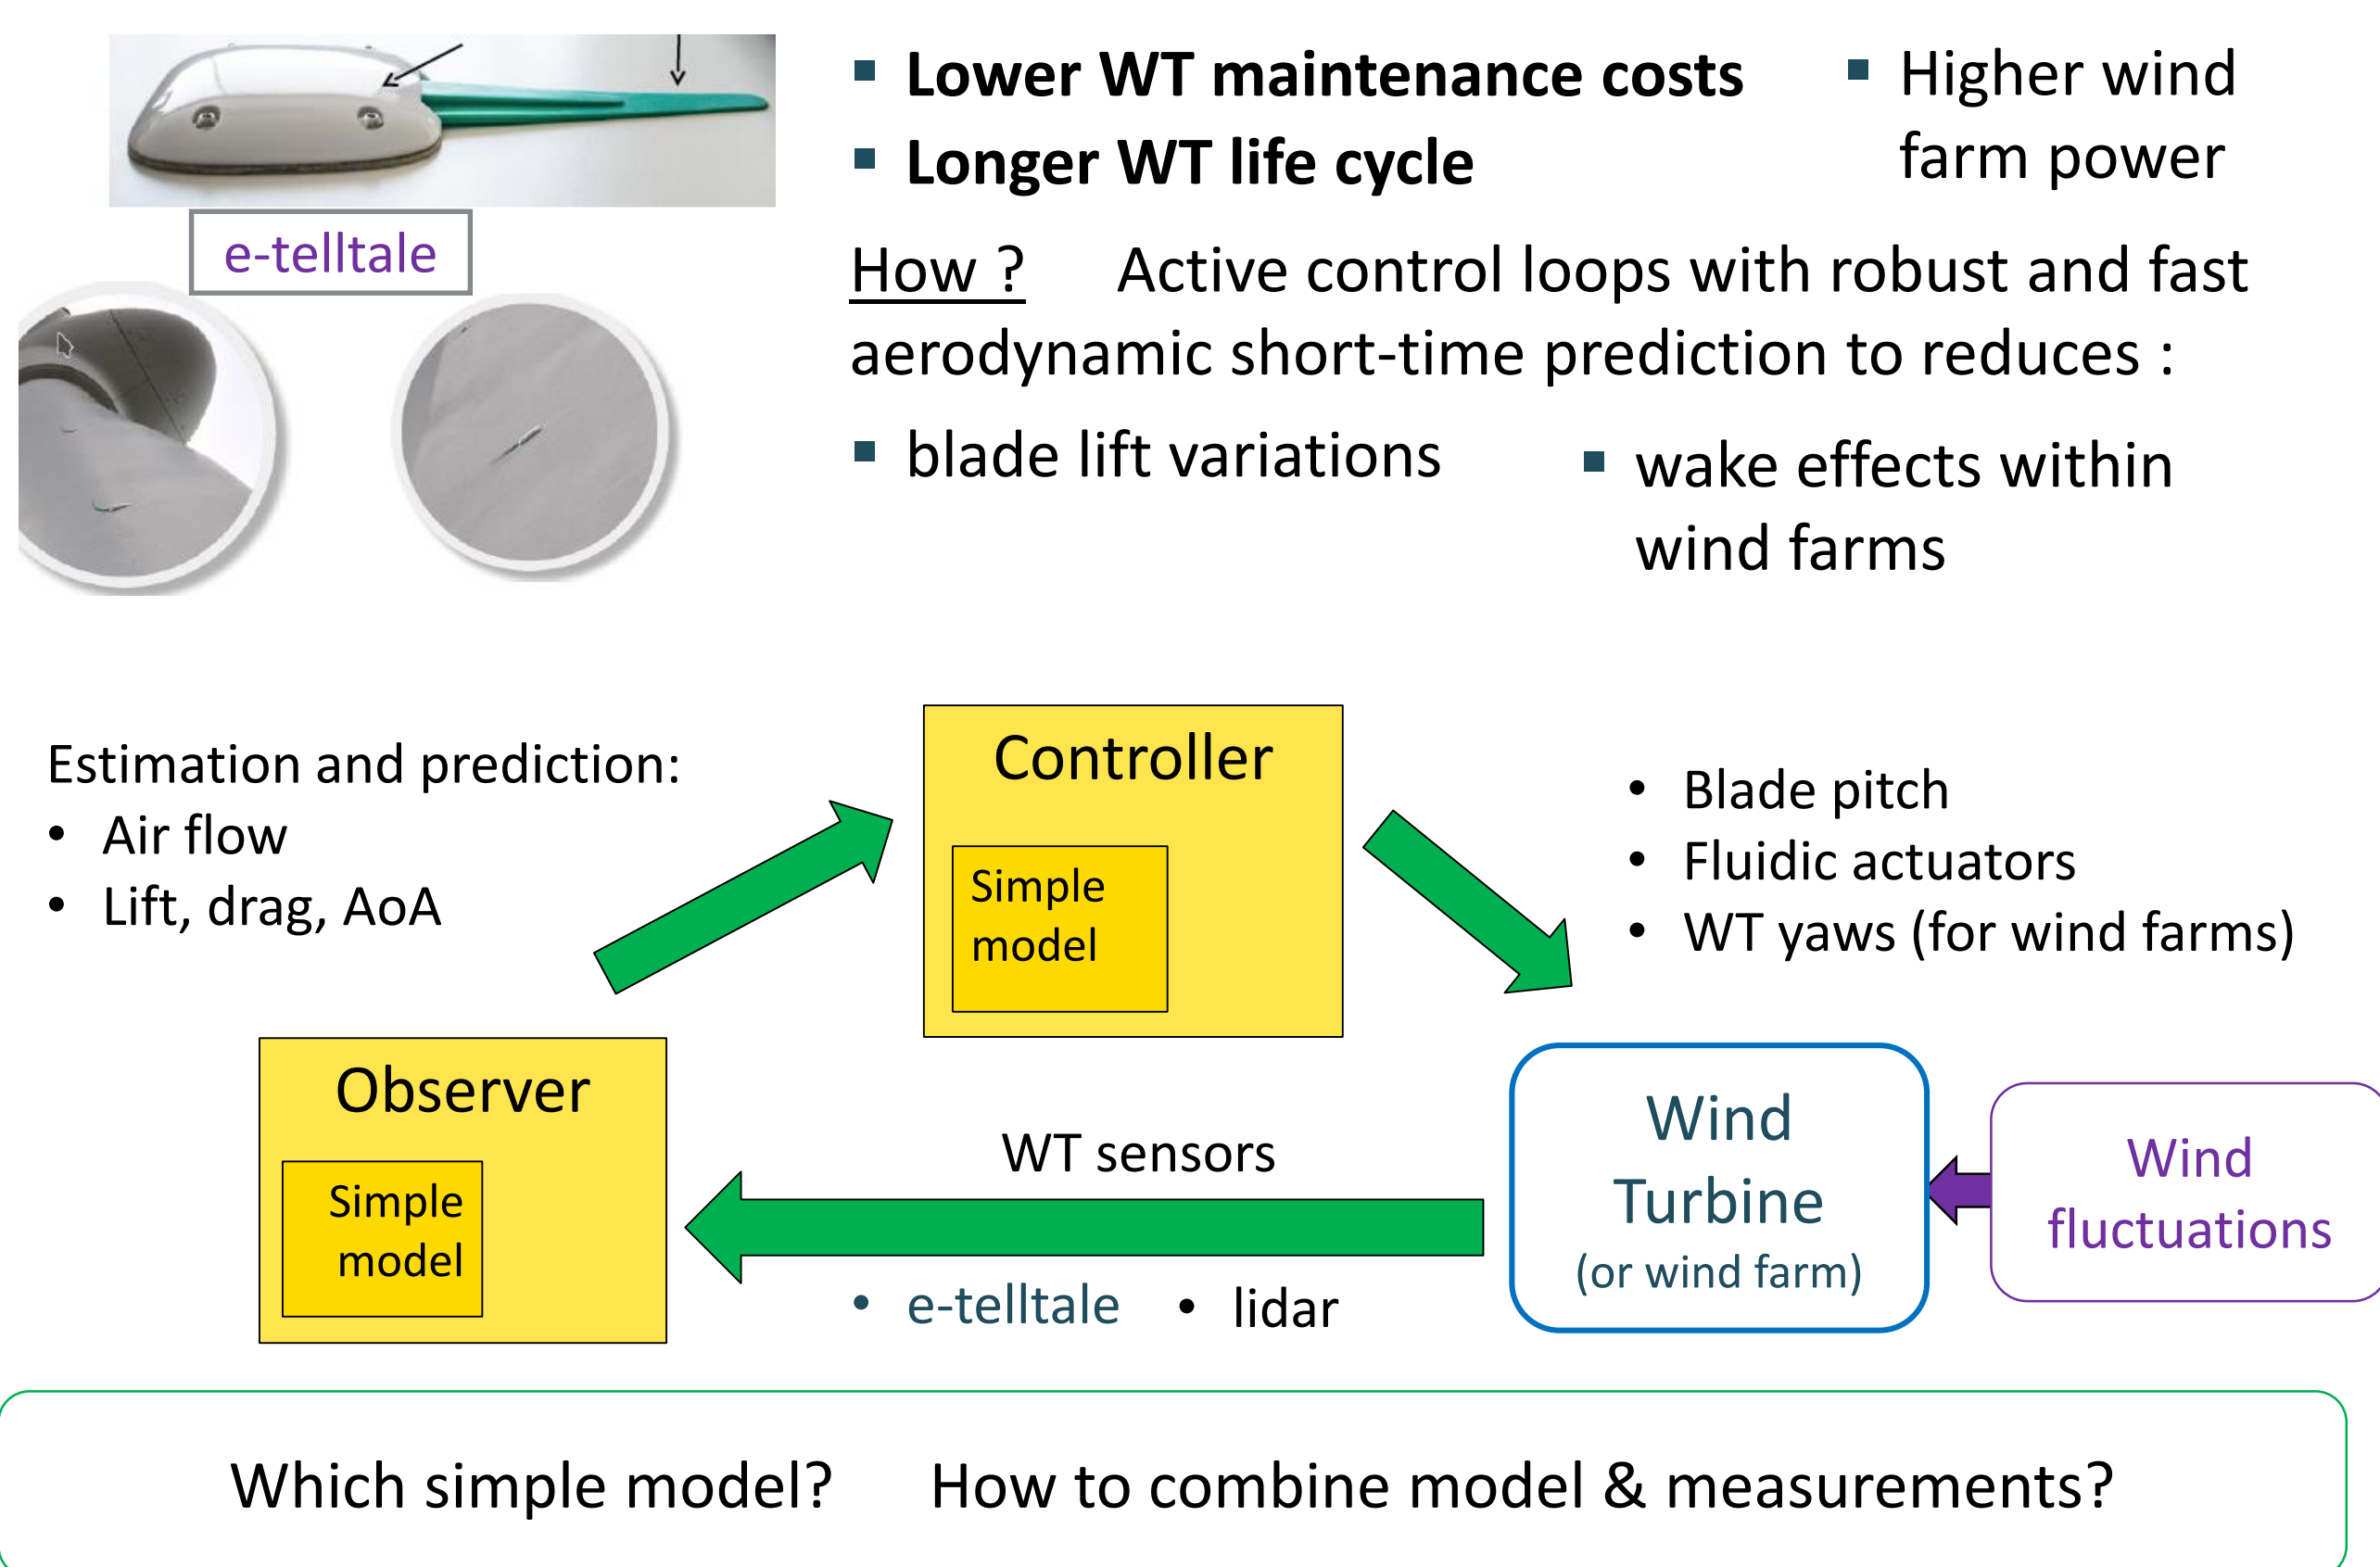 e-telltale
▪ Lower WT maintenance costs
▪ Longer WT life cycle
▪ Higher wind
farm power
How ? Active control loops with robust and fast
aerodynamic short-time prediction to reduces :
▪ blade lift variations
▪ wake effects within
wind farms
Estimation and prediction:
• Air flow
• Lift, drag, AoA
Controller
Simple
model
• Blade pitch
• Fluidic actuators
• WT yaws (for wind farms)
Observer
Simple
model
WT sensors
• e-telltale • lidar
Wind
Turbine
(or wind farm)
Wind
fluctuations
Which simple model? How to combine model & measurements?